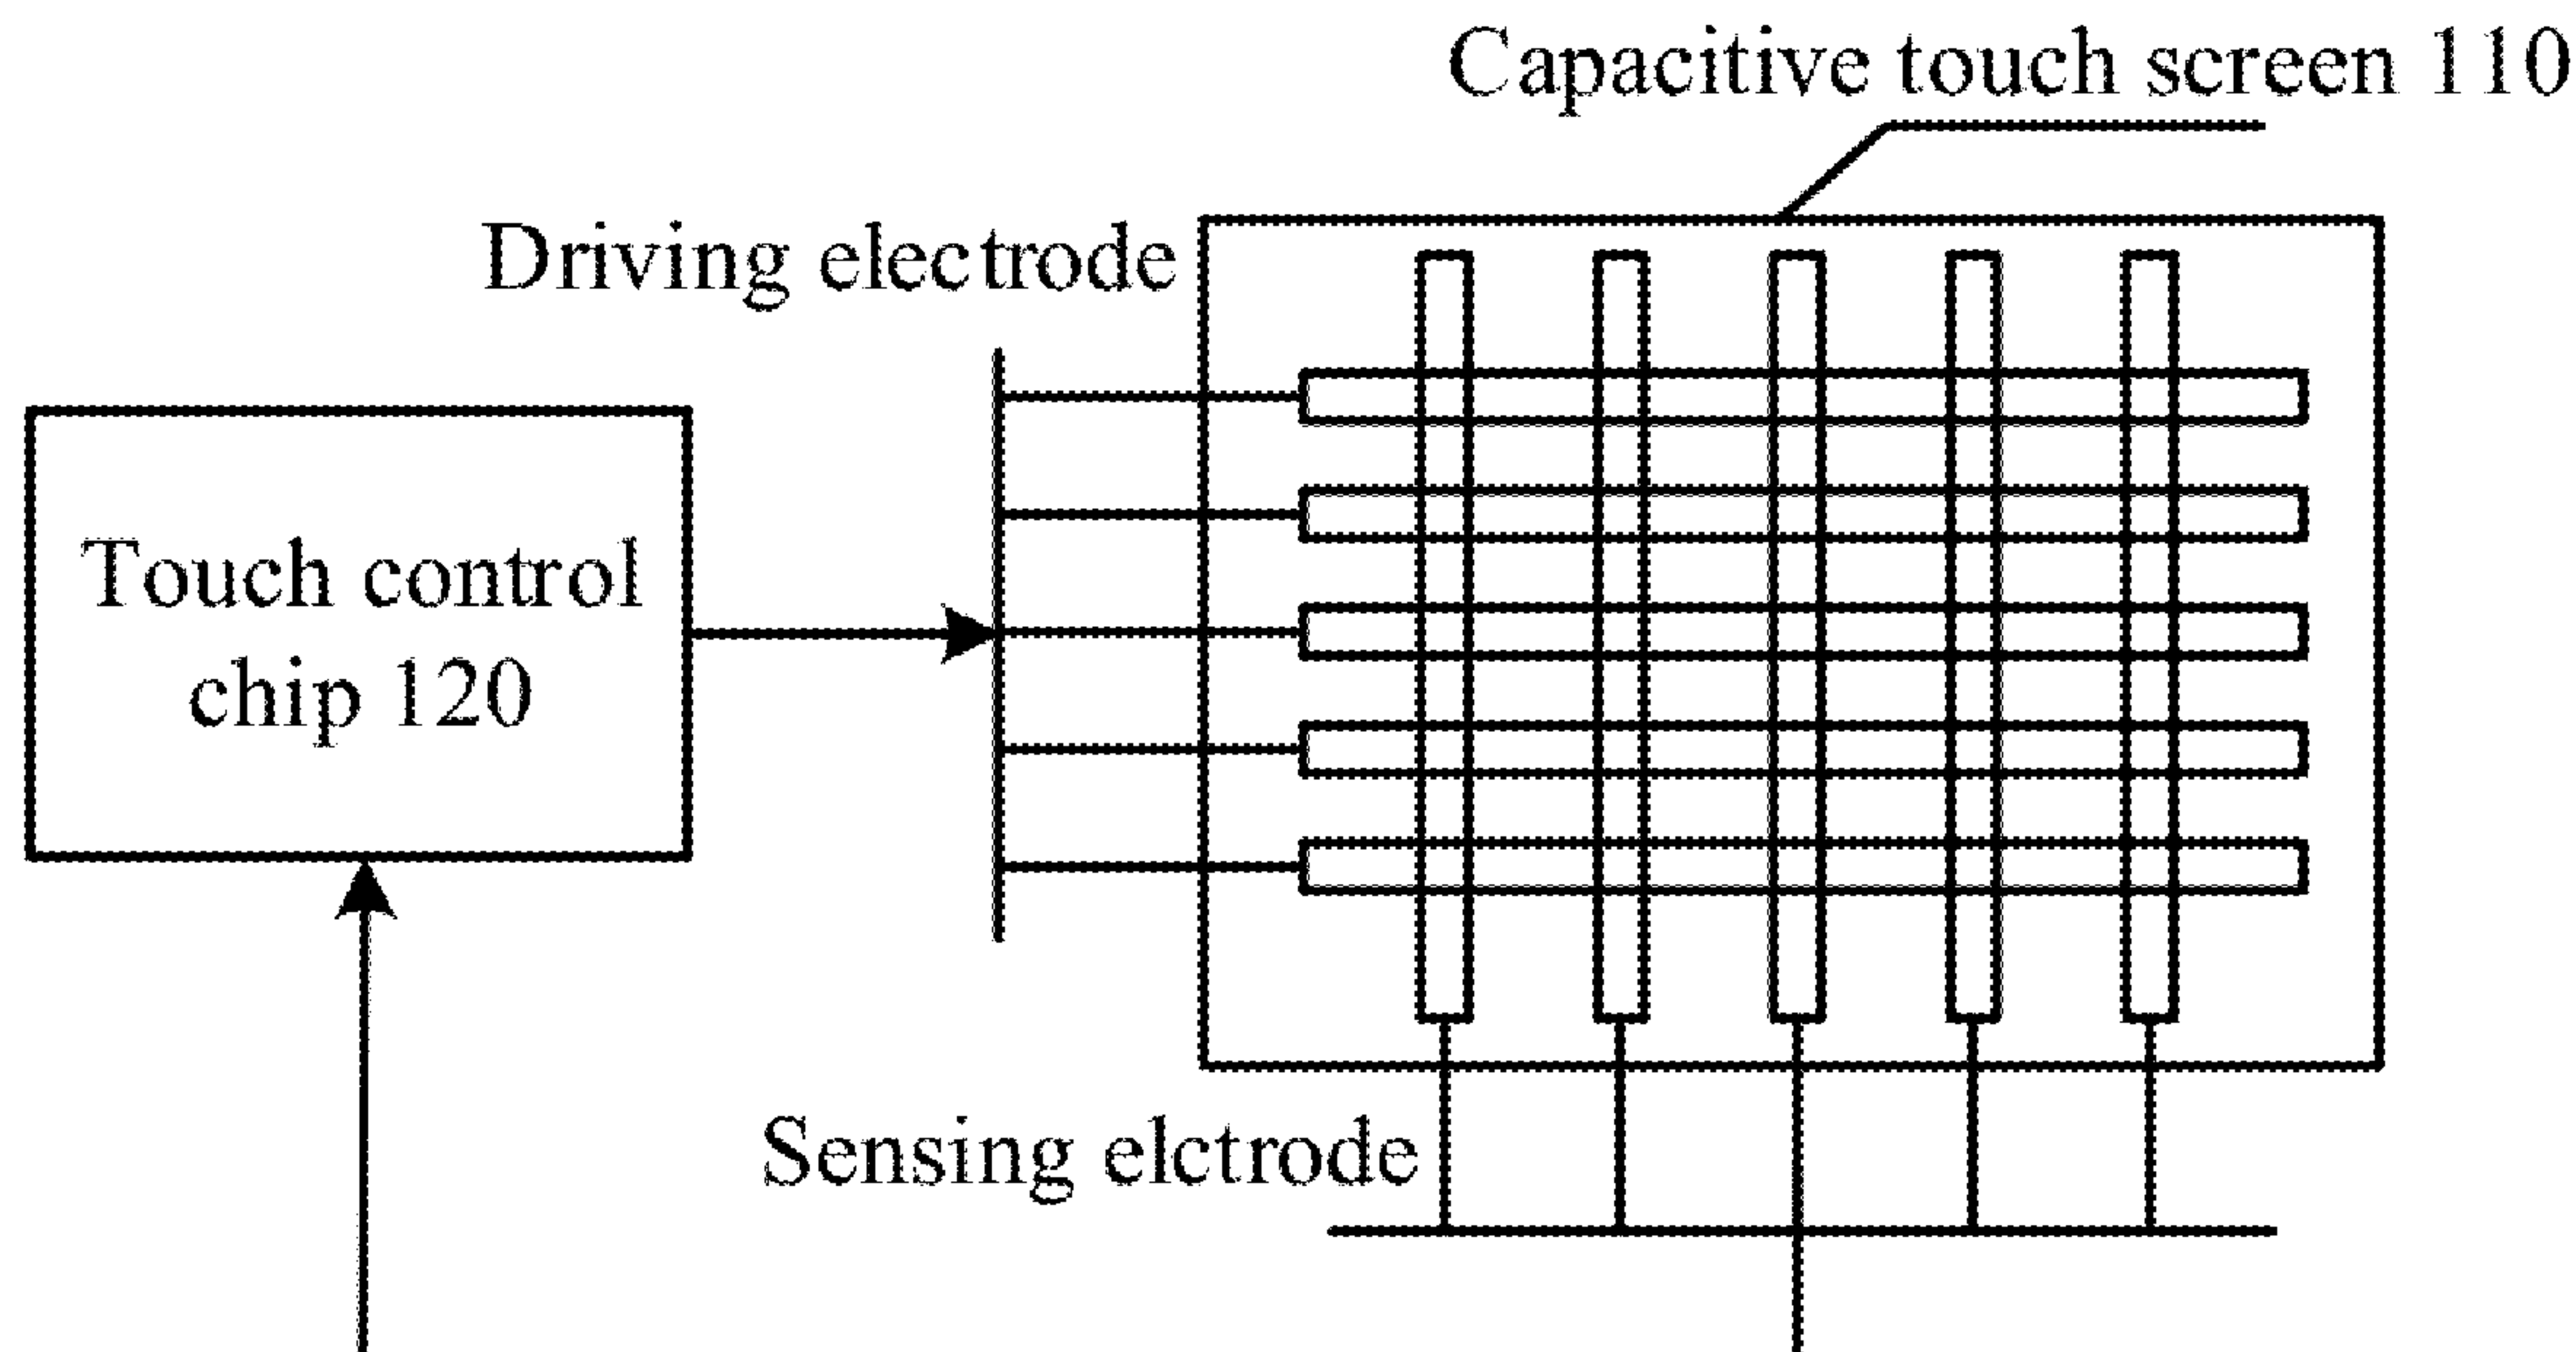 Capacitive touch screen 110
Driving electrode
Touch control
chip 120
Sensing elctrode